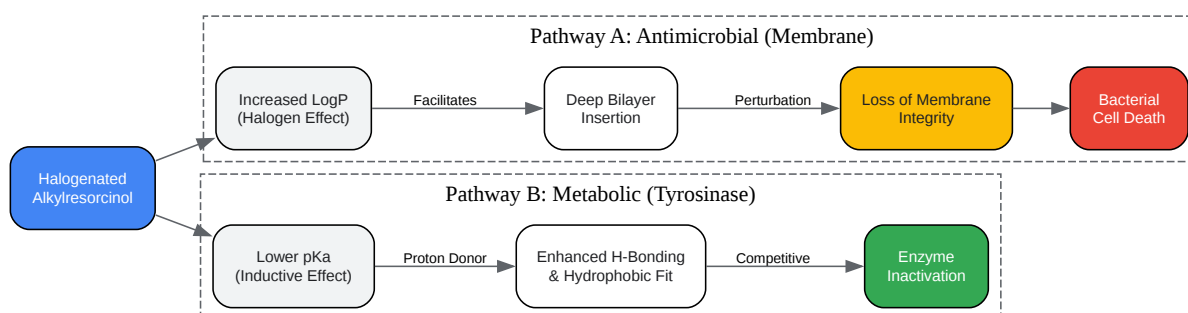 Pathway A: Antimicrobial (Membrane)
Increased LogP
(Halogen Effect)
Facilitates
Deep Bilayer
Insertion
Perturbation
Loss of Membrane
Integrity
Bacterial
Cell Death
Halogenated
Alkylresorcinol
Pathway B: Metabolic (Tyrosinase)
Lower pKa
(Inductive Effect)
Proton Donor
Enhanced H-Bonding
& Hydrophobic Fit
Competitive
Enzyme
Inactivation